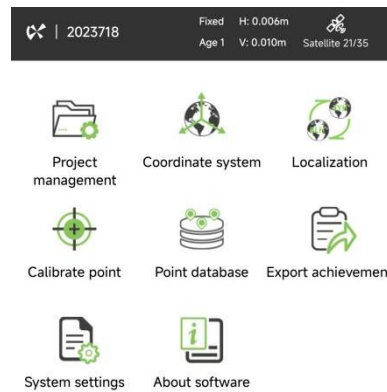 2023718
Fixed H: 0.006m
Age 1 V: 0.010m
Satellite 21/35
Project
management
Coordinate system
Localization
Calibrate point
Point database
Export achievemen
System settings
About software